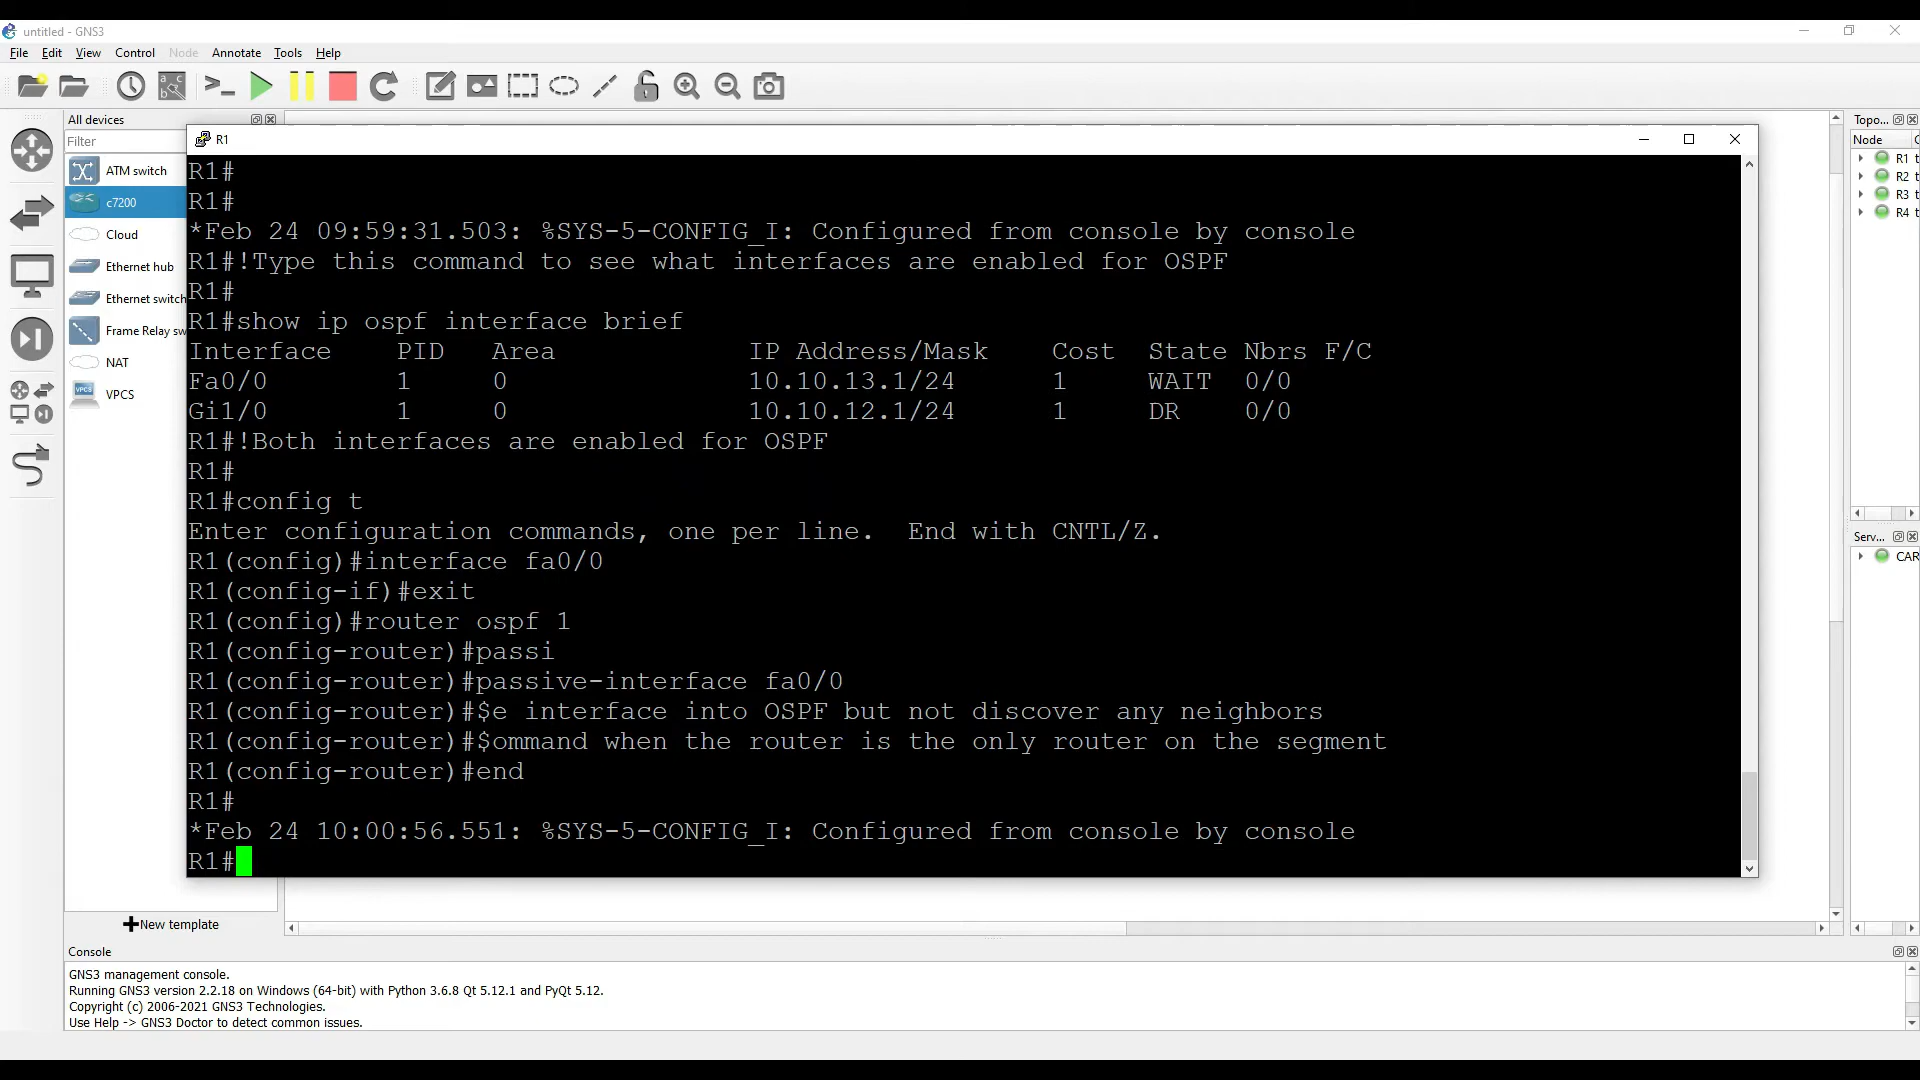 untitled - GNS3
File Edit View Control Node Annotate Tools Help
All devices
Filter
ATM switch
c7200
Cloud
Ethernet hub
Ethernet switch
Frame Relay sw
NAT
VPCS
New template
R1
R1#
R1#
*Feb 24 09:59:31.503: %SYS-5-CONFIG_I: Configured from console by console
R1#!Type this command to see what interfaces are enabled for OSPF
R1#
R1#show ip ospf interface brief
Interface PID Area IP Address/Mask Cost State Nbrs F/C
Fa0/0 1 0 10.10.13.1/24 1 WAIT 0/0
Gi1/0 1 0 10.10.12.1/24 1 DR 0/0
R1#!Both interfaces are enabled for OSPF
R1#
R1#config t
Enter configuration commands, one per line. End with CNTL/Z.
R1(config)#interface fa0/0
R1(config-if)#exit
R1(config)#router ospf 1
R1(config-router)#passi
R1(config-router)#passive-interface fa0/0
R1(config-router)#$e interface into OSPF but not discover any neighbors
R1(config-router)#$ommand when the router is the only router on the segment
R1(config-router)#end
R1#
*Feb 24 10:00:56.551: %SYS-5-CONFIG_I: Configured from console by console
R1#
Topo...
Node C
R1 t
R2 t
R3 t
R4 t
Serv...
CAR
Console
GNS3 management console.
Running GNS3 version 2.2.18 on Windows (64-bit) with Python 3.6.8 Qt 5.12.1 and PyQt 5.12.
Copyright (c) 2006-2021 GNS3 Technologies.
Use Help -> GNS3 Doctor to detect common issues.